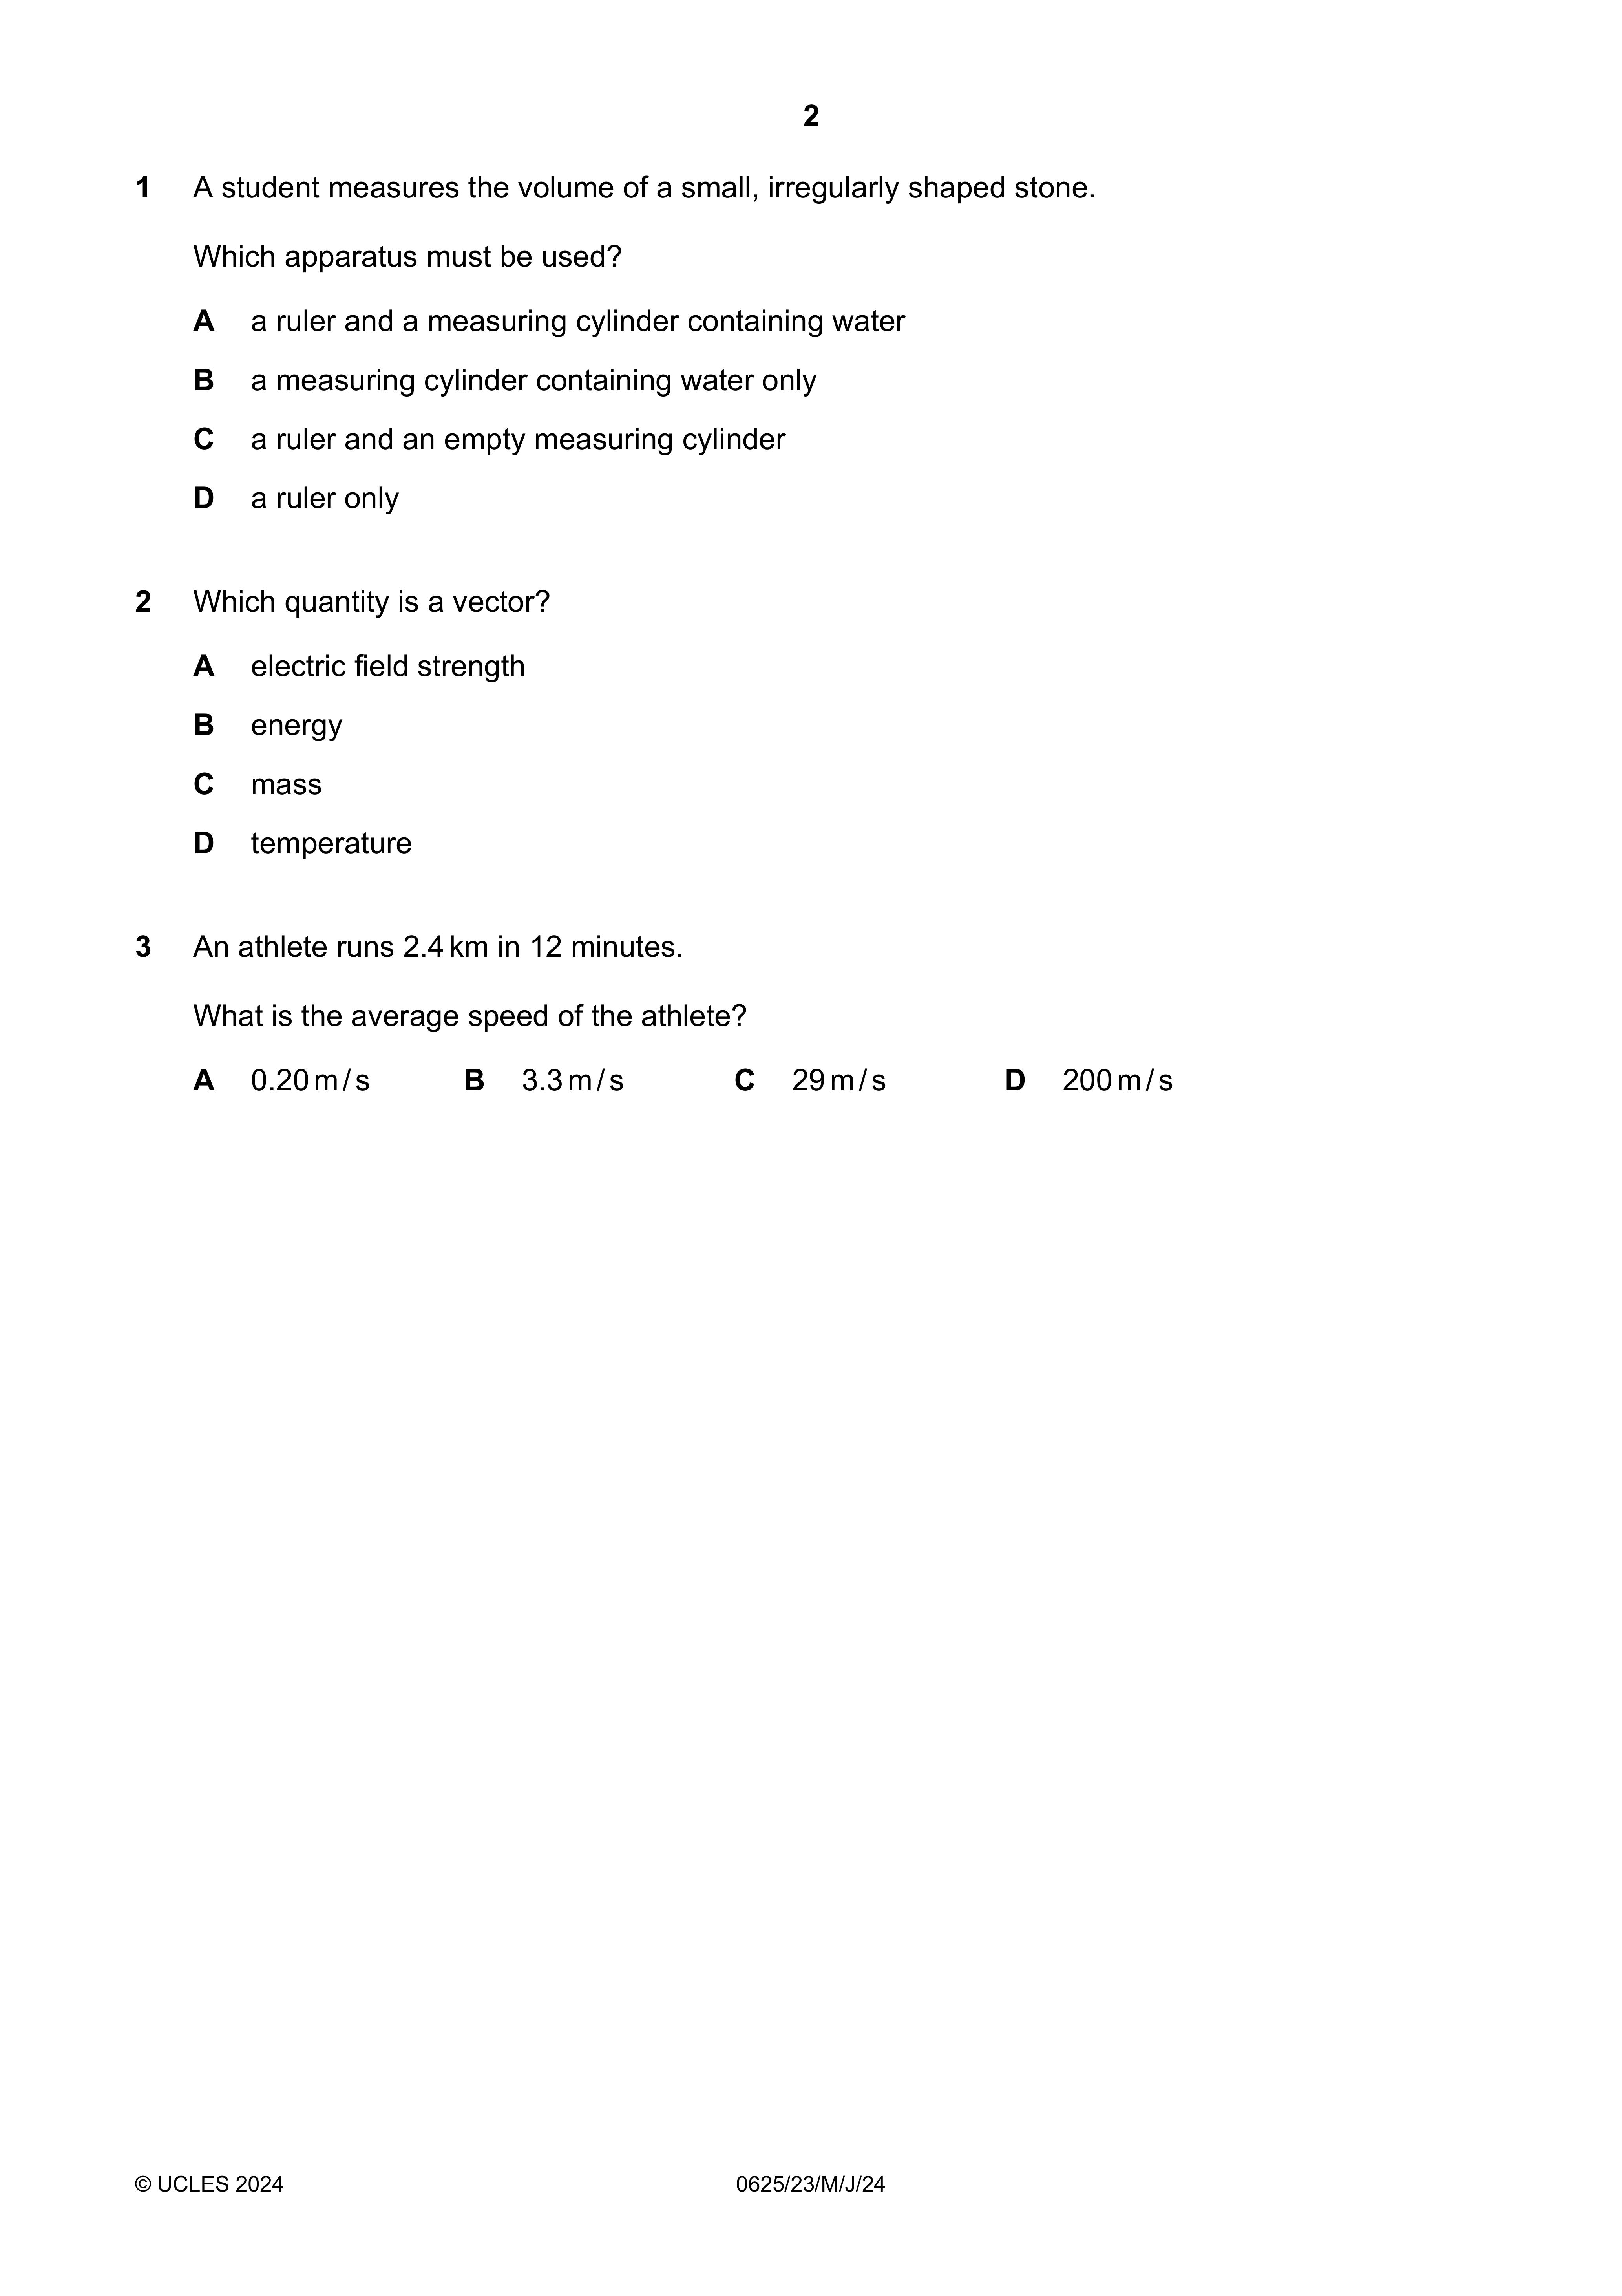 2
1 A student measures the volume of a small, irregularly shaped stone.
Which apparatus must be used?
A a ruler and a measuring cylinder containing water
B a measuring cylinder containing water only
C a ruler and an empty measuring cylinder
D a ruler only
2 Which quantity is a vector?
A electric field strength
B energy
C mass
D temperature
3 An athlete runs 2.4 km in 12 minutes.
What is the average speed of the athlete?
A 0.20 m / s B 3.3 m / s C 29 m / s D 200 m / s
© UCLES 2024 0625/23/M/J/24